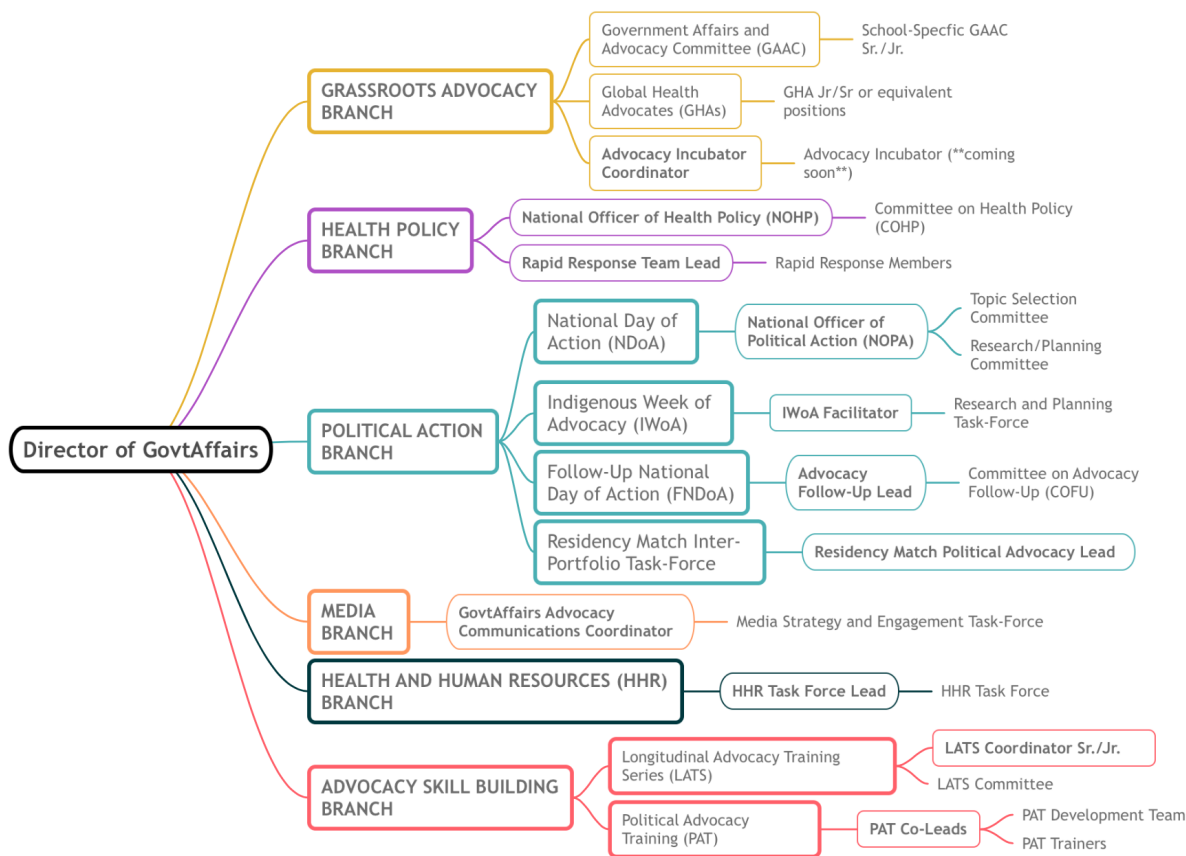 Director of GovtAffairs
GRASSROOTS ADVOCACY
BRANCH
Government Affairs and
Advocacy Committee (GAAC)
School-Specfic GAAC
Sr./Jr.
Global Health
Advocates (GHAs)
GHA Jr/Sr or equivalent
positions
Advocacy Incubator
Coordinator
Advocacy Incubator (**coming
soon**)
HEALTH POLICY
BRANCH
National Officer of Health Policy (NOHP)
Committee on Health Policy
(COHP)
Rapid Response Team Lead
Rapid Response Members
POLITICAL ACTION
BRANCH
National Day of
Action (NDoA)
National Officer of
Political Action (NOPA)
Topic Selection
Committee
Research/Planning
Committee
Indigenous Week of
Advocacy (IWoA)
IWoA Facilitator
Research and Planning
Task-Force
Follow-Up National
Day of Action (FNDoA)
Advocacy
Follow-Up Lead
Committee on Advocacy
Follow-Up (COFU)
Residency Match Inter-
Portfolio Task-Force
Residency Match Political Advocacy Lead
MEDIA
BRANCH
GovtAffairs Advocacy
Communications Coordinator
Media Strategy and Engagement Task-Force
HEALTH AND HUMAN RESOURCES (HHR)
BRANCH
HHR Task Force Lead
HHR Task Force
ADVOCACY SKILL BUILDING
BRANCH
Longitudinal Advocacy Training
Series (LATS)
LATS Coordinator Sr./Jr.
LATS Committee
Political Advocacy
Training (PAT)
PAT Co-Leads
PAT Development Team
PAT Trainers